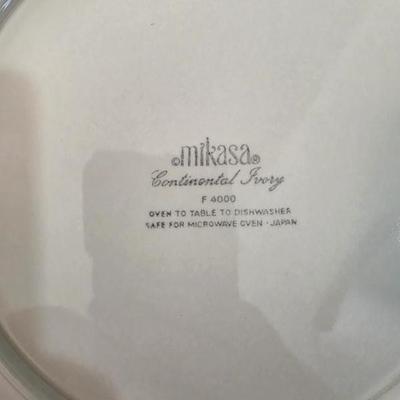 ©mikasa®
Continental Ivory
F 4000
OVEN TO TABLE TO DISHWASHER
SAFE FOR MICROWAVE OVEN · JAPAN